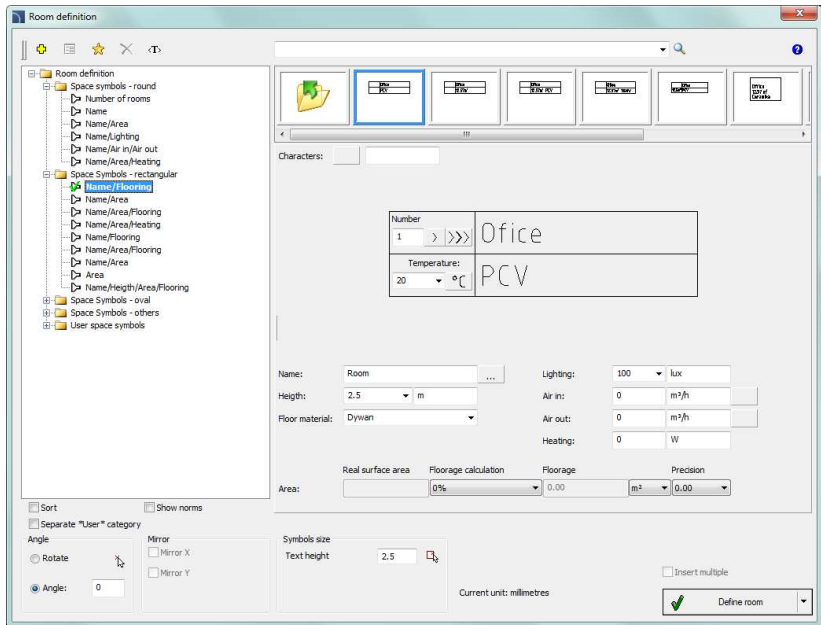 Room definition
<T>
Room definition
Space symbols - round
Number of rooms
Name
Name/Area
Name/Lighting
Name/Air in/Air out
Name/Area/Heating
Space Symbols - rectangular
Name/Flooring
Name/Area
Name/Area/Flooring
Name/Area/Heating
Name/Flooring
Name/Area/Flooring
Name/Area
Area
Name/Heigth/Area/Flooring
Space Symbols - oval
Space Symbols - others
User space symbols
Characters:
Number
1 > >>> Ofice
Temperature:
20 °C PCV
Name: Room ... Lighting: 100 lux
Heigth: 2.5 m Air in: 0 m³/h
Floor material: Dywan Air out: 0 m³/h
Heating: 0 W
Real surface area Floorage calculation Floorage Precision
Area: 0% 0.00 m² 0.00
Sort Show norms
Separate "User" category
Angle Mirror Symbols size
Rotate Mirror X Text height 2.5
Mirror Y Insert multiple
Angle: 0 Current unit: millimetres Define room